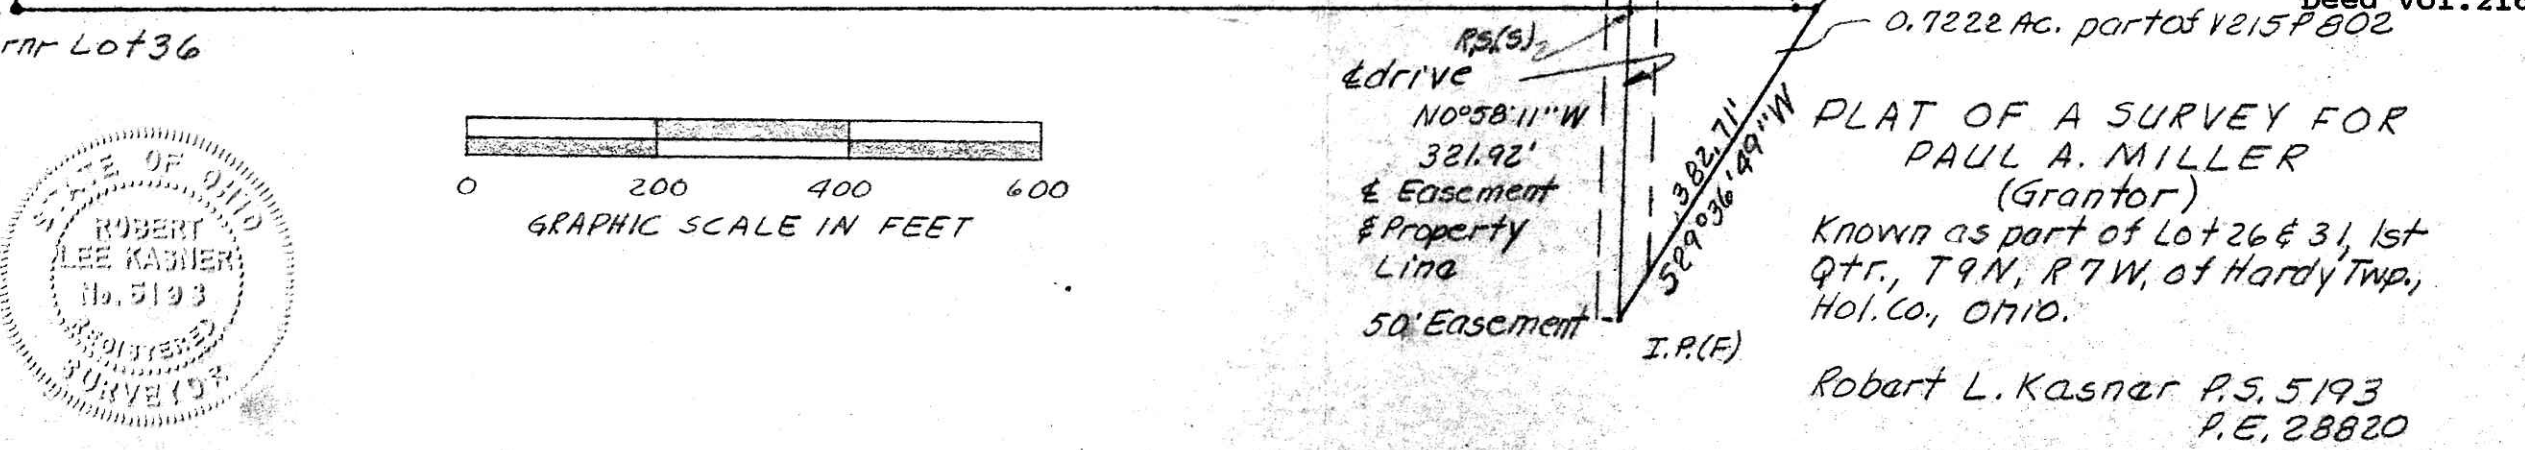 Deed Vol.216
0.7222 Ac. part of V215 P802
rnr Lot 36
R.S.(S)
℄ drive
N0°58'11"W
321.92'
℄ Easement
& Property
Line
50' Easement
I.P.(F)
382.71'
S29°36'49"W
0 200 400 600
GRAPHIC SCALE IN FEET
STATE OF OHIO
ROBERT
LEE KASNER
No. 5193
REGISTERED
SURVEYOR
PLAT OF A SURVEY FOR
PAUL A. MILLER
(Grantor)
Known as part of Lot 26 & 31, 1st
Qtr., T9N, R7W, of Hardy Twp.,
Hol. Co., Ohio.
Robert L. Kasner P.S. 5193
P.E. 28820